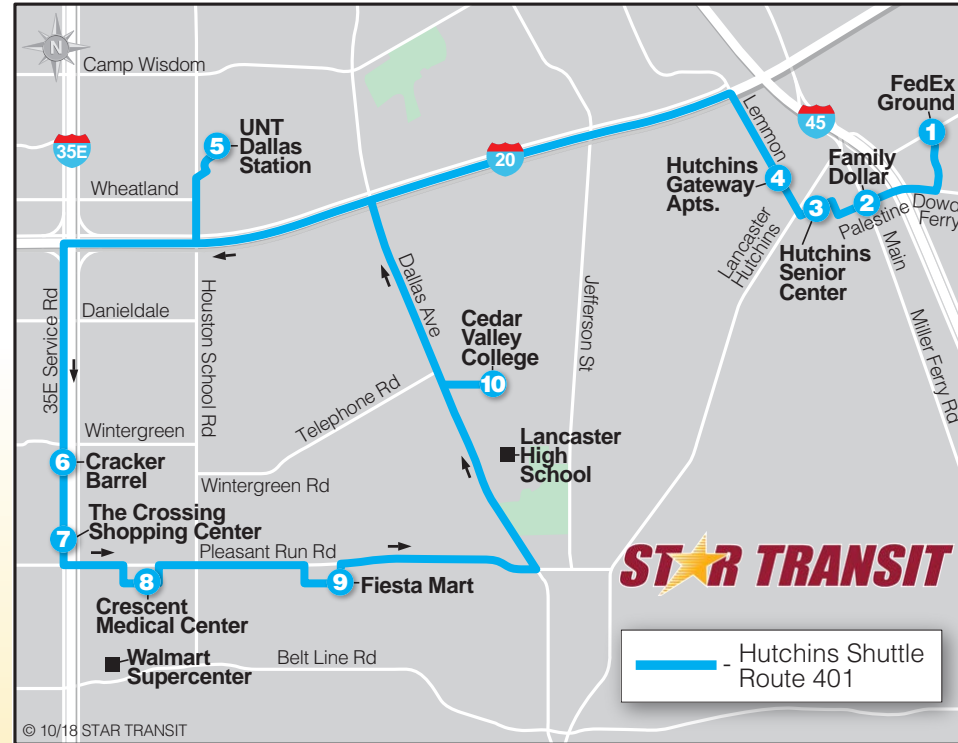 N
Camp Wisdom
35E
UNT
Dallas
Station
5
Wheatland
20
Lemmon
45
FedEx
Ground
1
Hutchins
Gateway
Apts.
4
Family
Dollar
2
3
Palestine
Dowdy
Ferry
Lancaster
Hutchins
Hutchins
Senior
Center
Main
Miller Ferry Rd
35E Service Rd
Danieldale
Houston School Rd
Dallas Ave
Jefferson St
Cedar
Valley
College
10
Telephone Rd
Wintergreen
6
Cracker
Barrel
Wintergreen Rd
Lancaster
High
School
7
The Crossing
Shopping Center
Pleasant Run Rd
8
Crescent
Medical Center
9
Fiesta Mart
STAR TRANSIT
Walmart
Supercenter
Belt Line Rd
- Hutchins Shuttle
Route 401
© 10/18 STAR TRANSIT